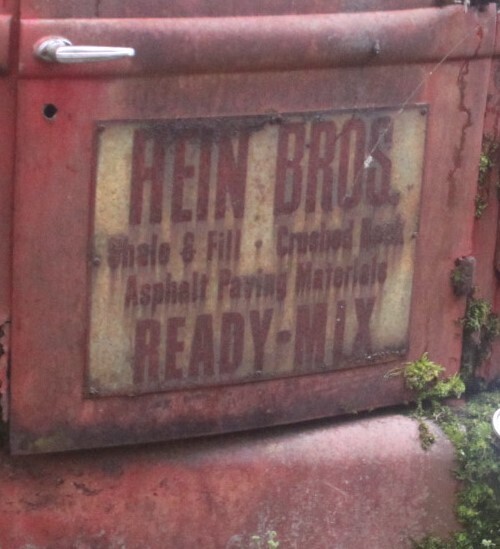 HEIN BROS.
Shale & Fill • Crushed Rock
Asphalt Paving Materials
READY-MIX